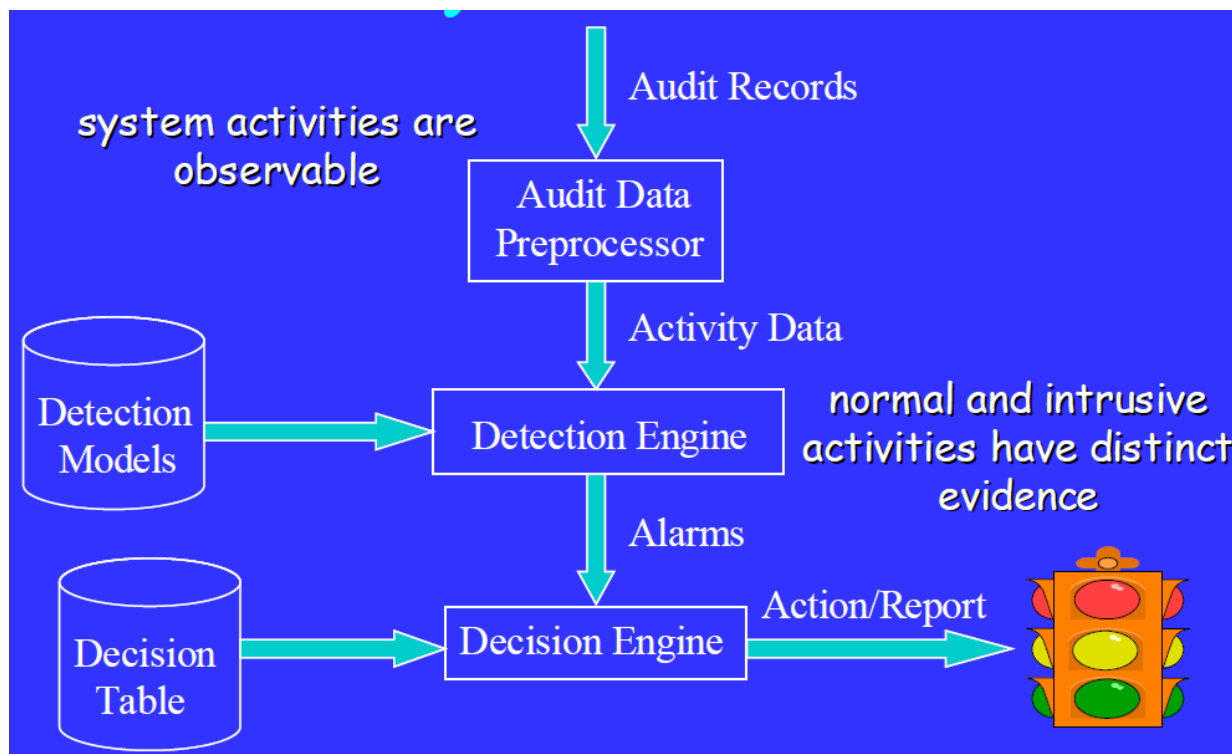 Audit Records
system activities are
observable
Audit Data
Preprocessor
Activity Data
Detection
Models
Detection Engine
normal and intrusive
activities have distinct
evidence
Alarms
Decision
Table
Decision Engine
Action/Report